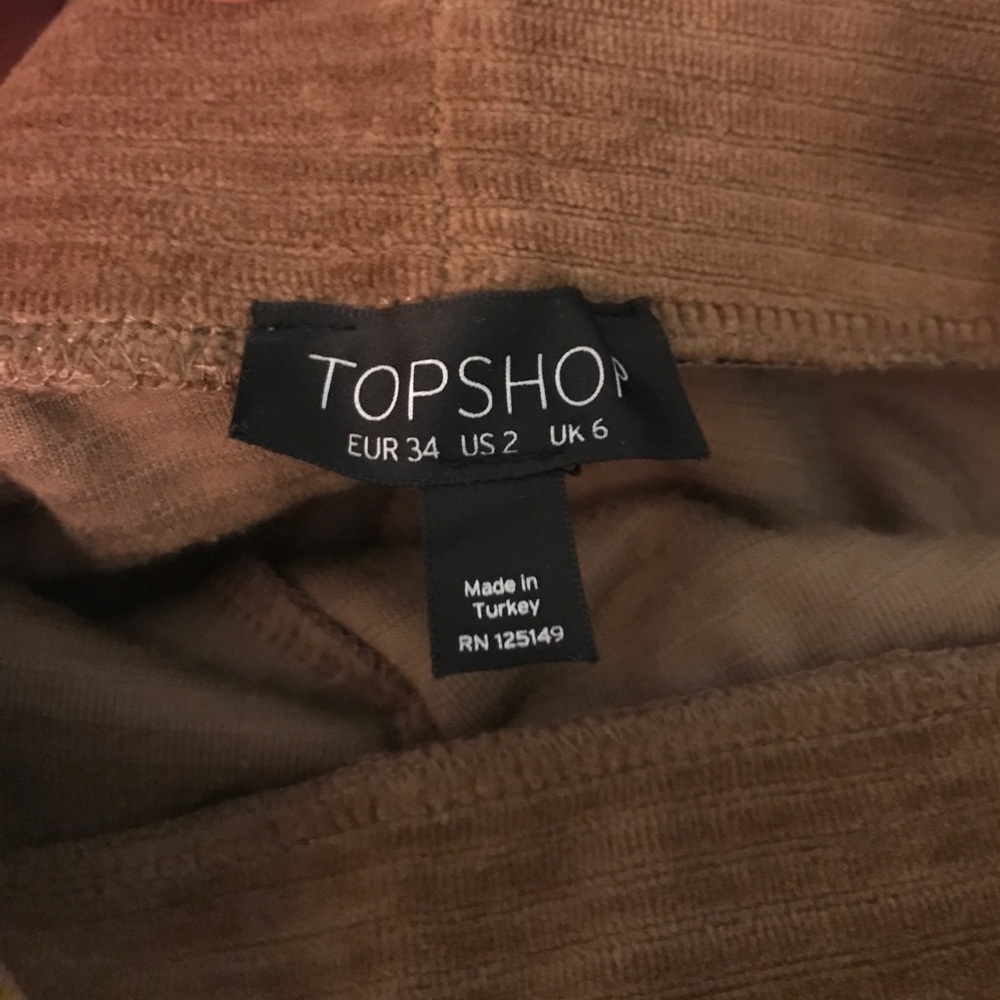 TOPSHOP
EUR 34 US 2 UK 6
Made in
Turkey
RN 125149